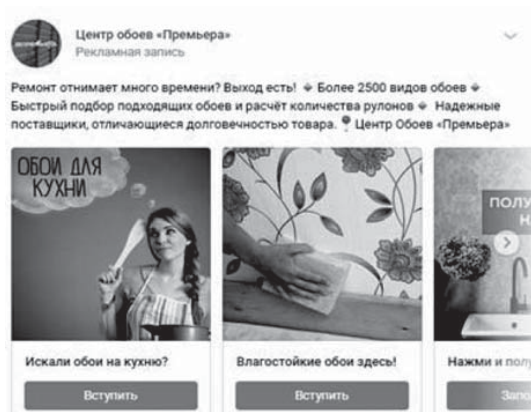 Центр обоев «Премьера»
Рекламная запись
Ремонт отнимает много времени? Выход есть! Более 2500 видов обоев
Быстрый подбор подходящих обоев и расчёт количества рулонов Надежные
поставщики, отличающиеся долговечностью товара. Центр Обоев «Премьера»
ОБОИ ДЛЯ
КУХНИ
ПОЛУ
Н
Искали обои на кухню?
Влагостойкие обои здесь!
Нажми и полу
Вступить
Вступить
Запо